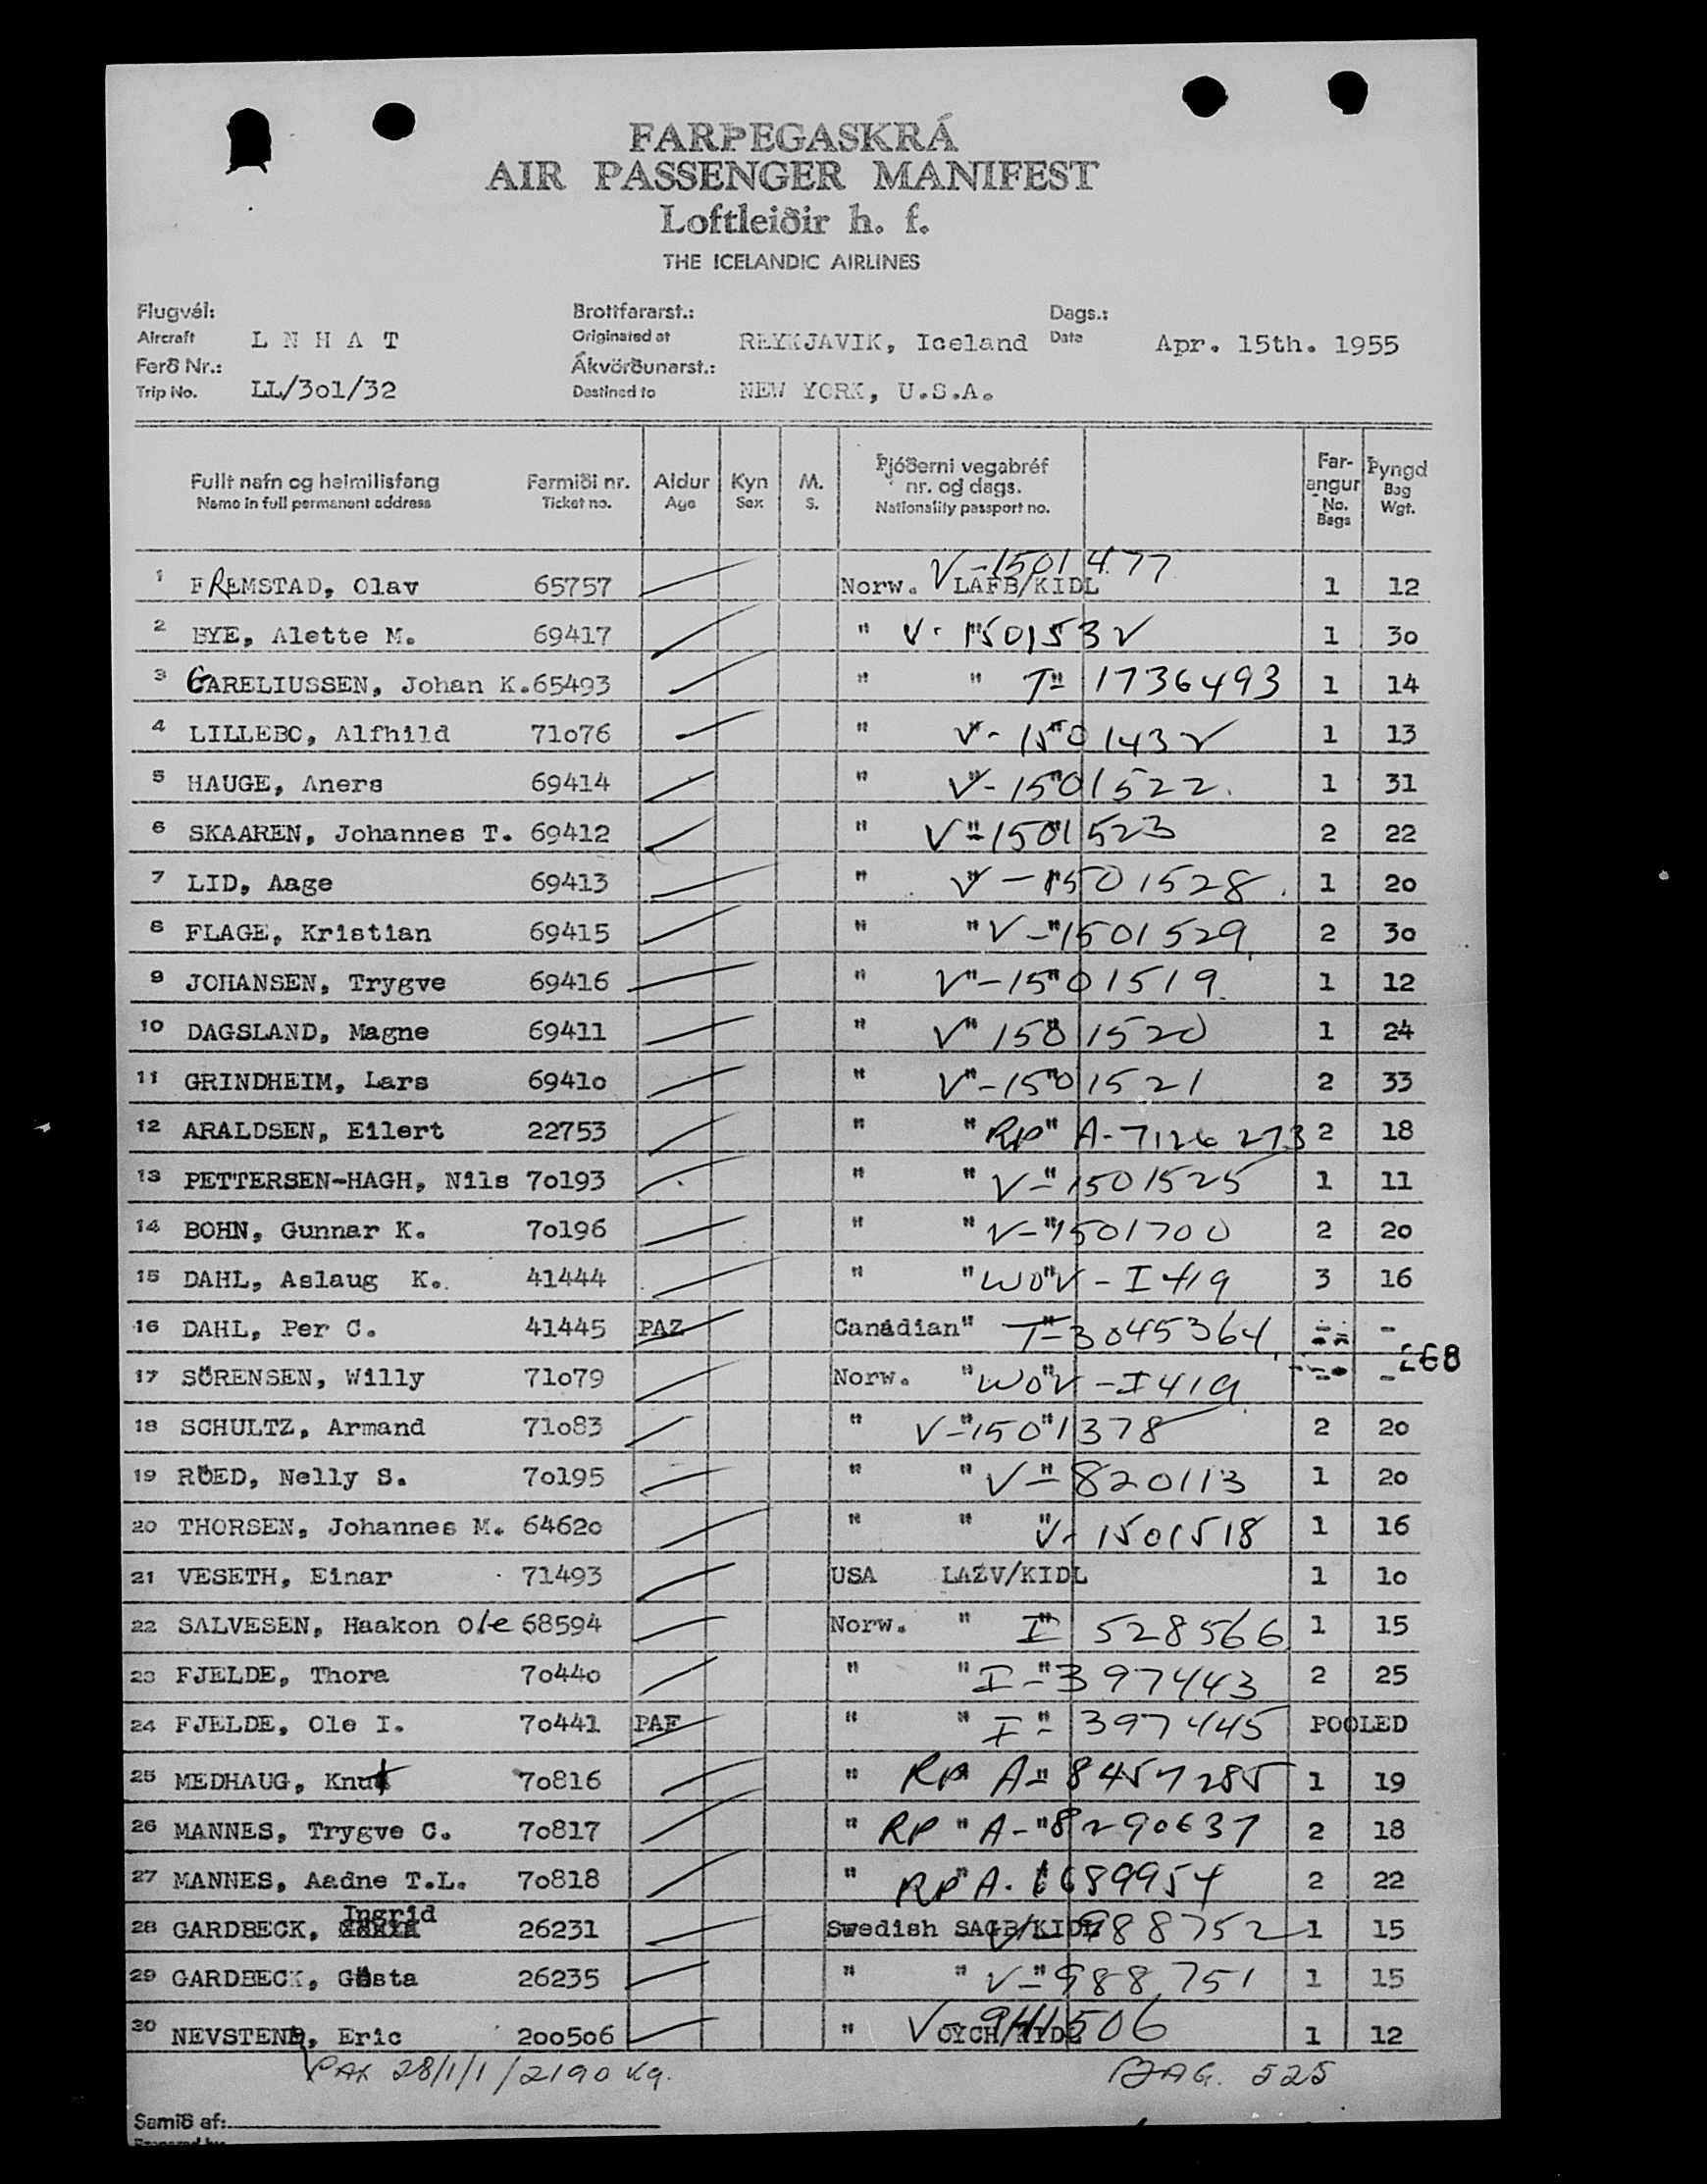 FARÞEGASKRÁ
AIR PASSENGER MANIFEST
Loftleiðir h. f.
THE ICELANDIC AIRLINES
Flugvél: Brottfararst.: Dags.:
Aircraft L N H A T Originated at REYKJAVIK, Iceland Date Apr. 15th. 1955
Ferð Nr.: Ákvörðunarst.:
Trip No. LL/3o1/32 Destined to NEW YORK, U.S.A.
Fullt nafn og heimilisfang Farmiði nr. Aldur Kyn M. Þjóðerni vegabréf nr. og dags. Far-angur Þyngd
Name in full permanent address Ticket no. Age Sex S. Nationality passport no. No. Bags Bag Wgt.
1 FREMSTAD, Olav 65757 Norw. LAFB/KIDL V-1501477 1 12
2 BYE, Alette M. 69417 " " V-1501532 1 3o
3 GARELIUSSEN, Johan K. 65493 " " " T-1736493 1 14
4 LILLEBO, Alfhild 71o76 " " " V-1501432 1 13
5 HAUGE, Aners 69414 " " " V-1501522 1 31
6 SKAAREN, Johannes T. 69412 " " " V-1501523 2 22
7 LID, Aage 69413 " " " V-1501528 1 2o
8 FLAGE, Kristian 69415 " " " V-1501529 2 3o
9 JOHANSEN, Trygve 69416 " " " V-1501519 1 12
10 DAGSLAND, Magne 69411 " " " V 1501520 1 24
11 GRINDHEIM, Lars 6941o " " " V-1501521 2 33
12 ARALDSEN, Eilert 22753 " " " RP A-7126273 2 18
13 PETTERSEN-HAGH, Nils 7o193 " " " V-1501525 1 11
14 BOHN, Gunnar K. 7o196 " " " V-1501700 2 2o
15 DAHL, Aslaug K. 41444 " " " WOV-I419 3 16
16 DAHL, Per C. 41445 PAZ Canadian " " T-3045364 -
268
17 SÖRENSEN, Willy 71o79 Norw. " " WOV-I419 -
18 SCHULTZ, Armand 71o83 " " " V-1501378 2 2o
19 RÖED, Nelly S. 7o195 " " " V-820113 1 2o
20 THORSEN, Johannes M. 6462o " " " V-1501518 1 16
21 VESETH, Einar 71493 USA LAZV/KIDL 1 1o
22 SALVESEN, Haakon Ole 68594 Norw. " " I 528566 1 15
23 FJELDE, Thora 7o44o " " " I-397443 2 25
24 FJELDE, Ole I. 7o441 PAF " " " I-397445 POOLED
25 MEDHAUG, Knut 7o816 " " " RP A-8457285 1 19
26 MANNES, Trygve C. 7o817 " " " RP A-8290637 2 18
27 MANNES, Aadne T.L. 7o818 " " RP A. 6689954 2 22
28 GARDBECK, Ingrid 26231 Swedish SAGB/KIDL V-988752 1 15
29 GARDBECK, Gösta 26235 " " " V-988751 1 15
30 NEVSTEN, Eric 2oo5o6 " OYCH/KIDL V-941506 1 12
PAX 28/1/1/2190 kg. BAG. 525
Samið af: